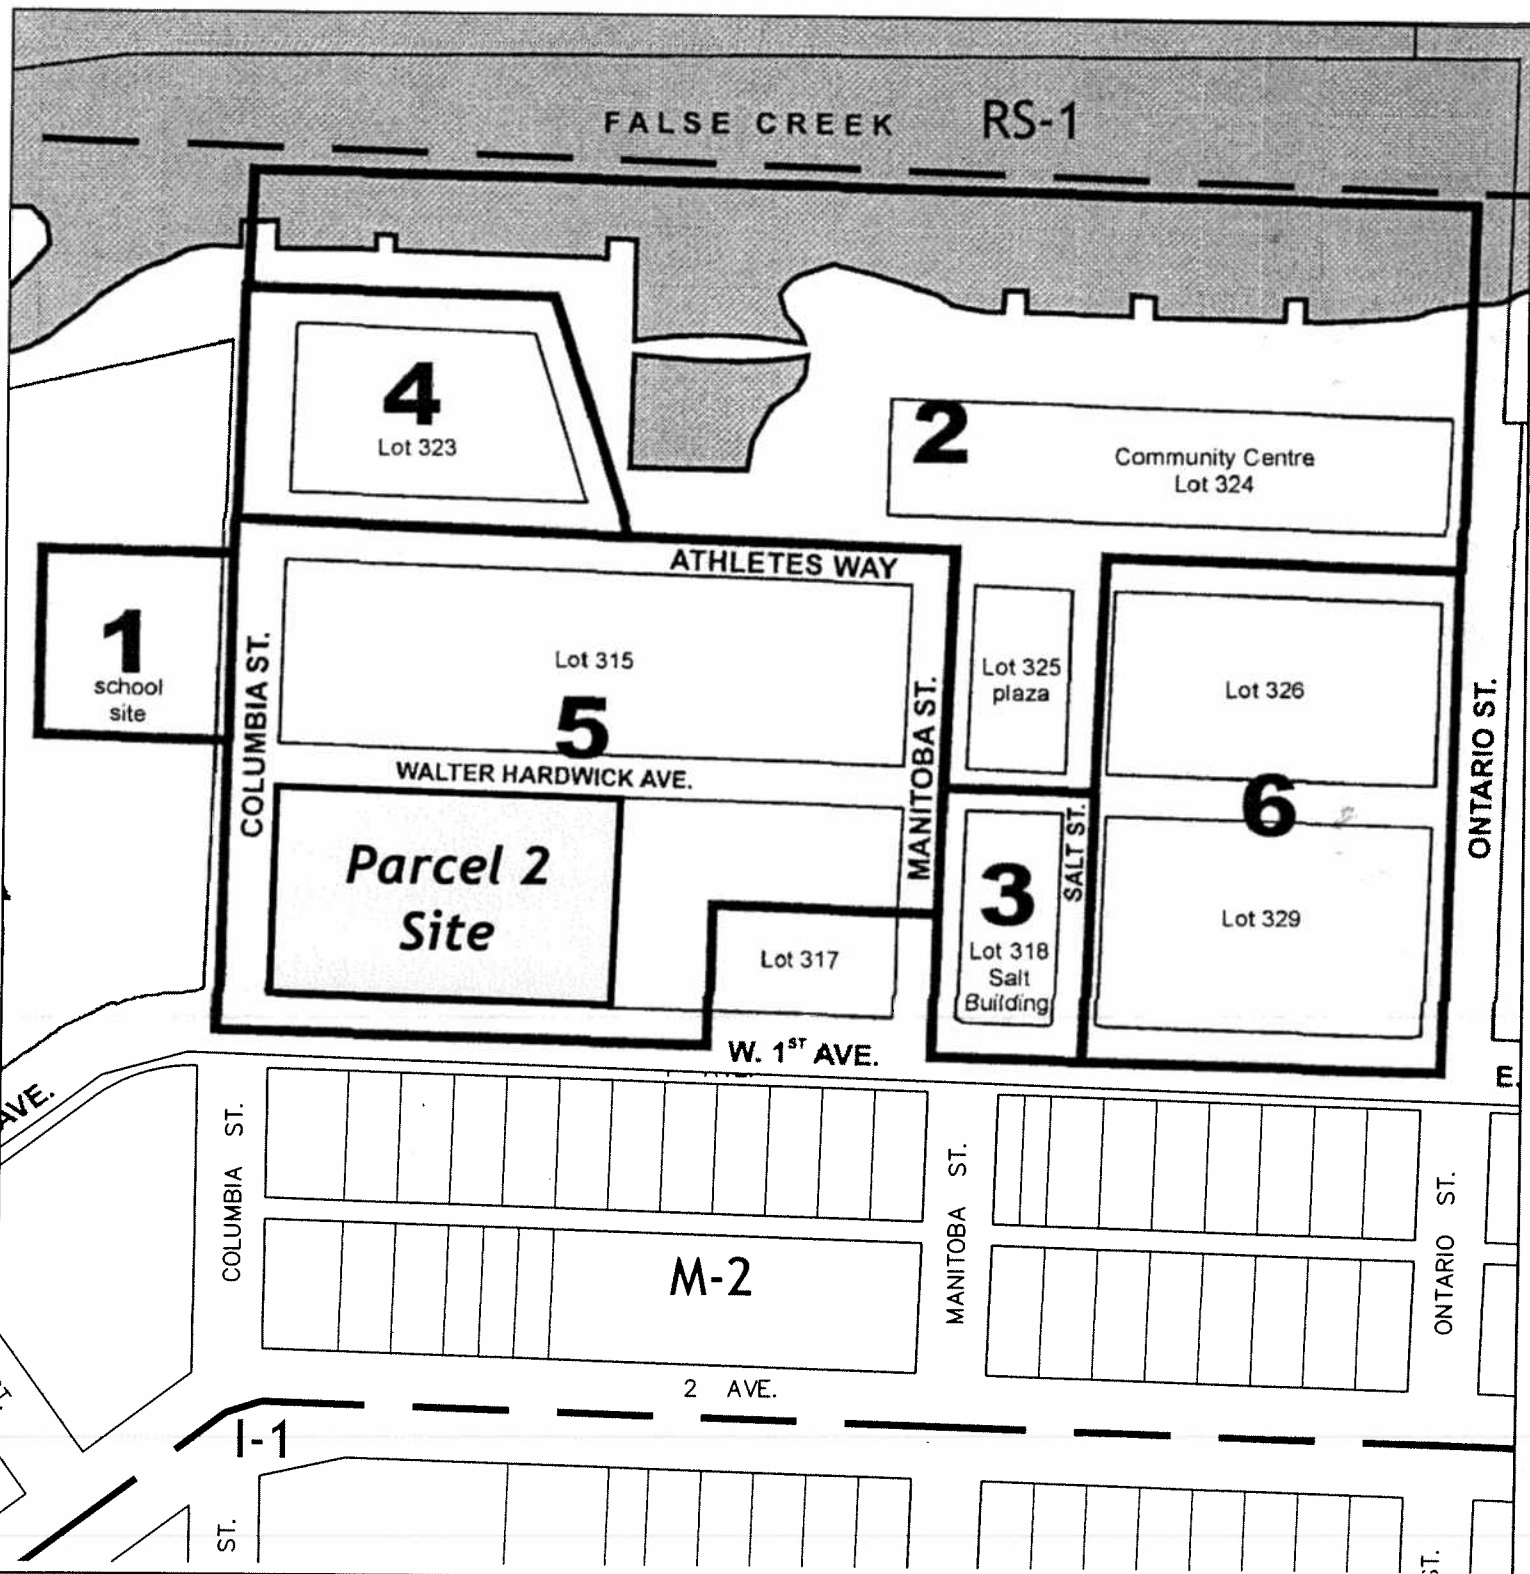 FALSE CREEK RS-1
4
Lot 323
2
Community Centre
Lot 324
ATHLETES WAY
1
school
site
COLUMBIA ST.
Lot 315
5
MANITOBA ST.
Lot 325
plaza
Lot 326
ONTARIO ST.
WALTER HARDWICK AVE.
6
Parcel 2
Site
Lot 317
3
Lot 318
Salt
Building
SALT ST.
Lot 329
W. 1ST AVE.
AVE.
E.
COLUMBIA ST.
MANITOBA ST.
ONTARIO ST.
M-2
2 AVE.
I-1
ST.
ST.
ST.